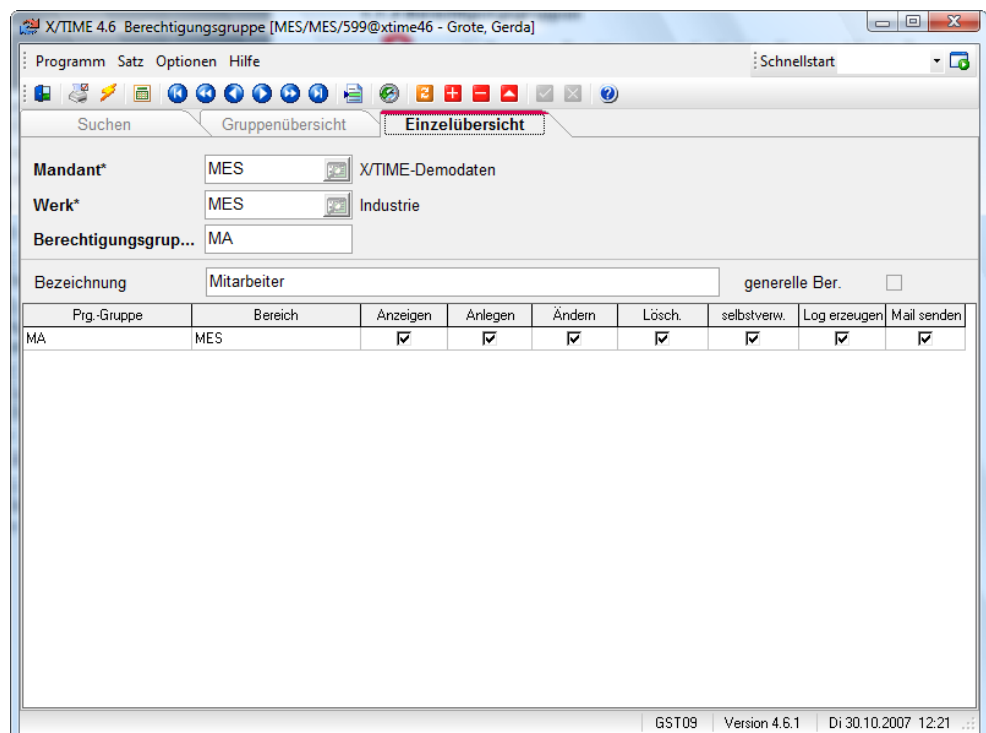 X/TIME 4.6 Berechtigungsgruppe [MES/MES/599@xtime46 - Grote, Gerda]
Programm Satz Optionen Hilfe Schnellstart
Suchen Gruppenübersicht Einzelübersicht
Mandant* MES X/TIME-Demodaten
Werk* MES Industrie
Berechtigungsgrup... MA
Bezeichnung Mitarbeiter generelle Ber.
Prg.-Gruppe Bereich Anzeigen Anlegen Ändern Lösch. selbstverw. Log erzeugen Mail senden
MA MES
GST09 Version 4.6.1 Di 30.10.2007 12:21